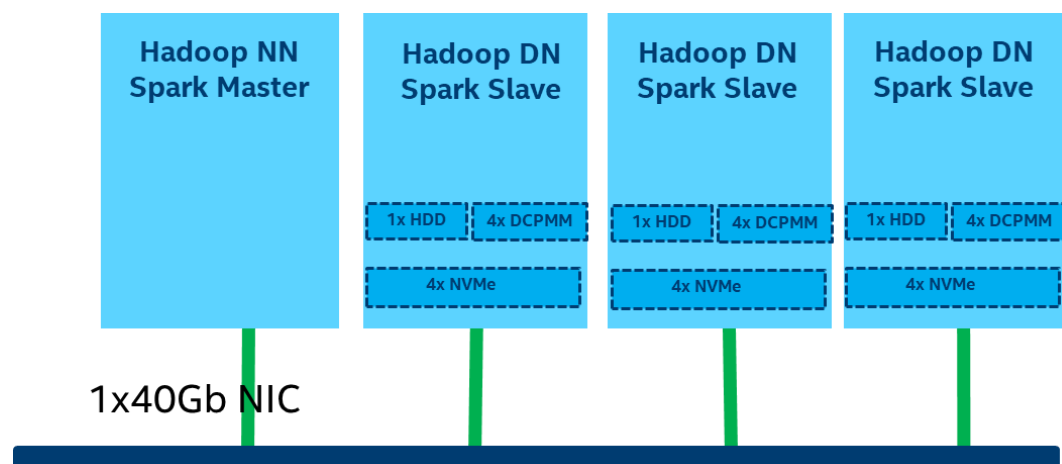 Hadoop NN
Spark Master
Hadoop DN
Spark Slave
1x HDD
4x DCPMM
4x NVMe
Hadoop DN
Spark Slave
1x HDD
4x DCPMM
4x NVMe
Hadoop DN
Spark Slave
1x HDD
4x DCPMM
4x NVMe
1x40Gb NIC